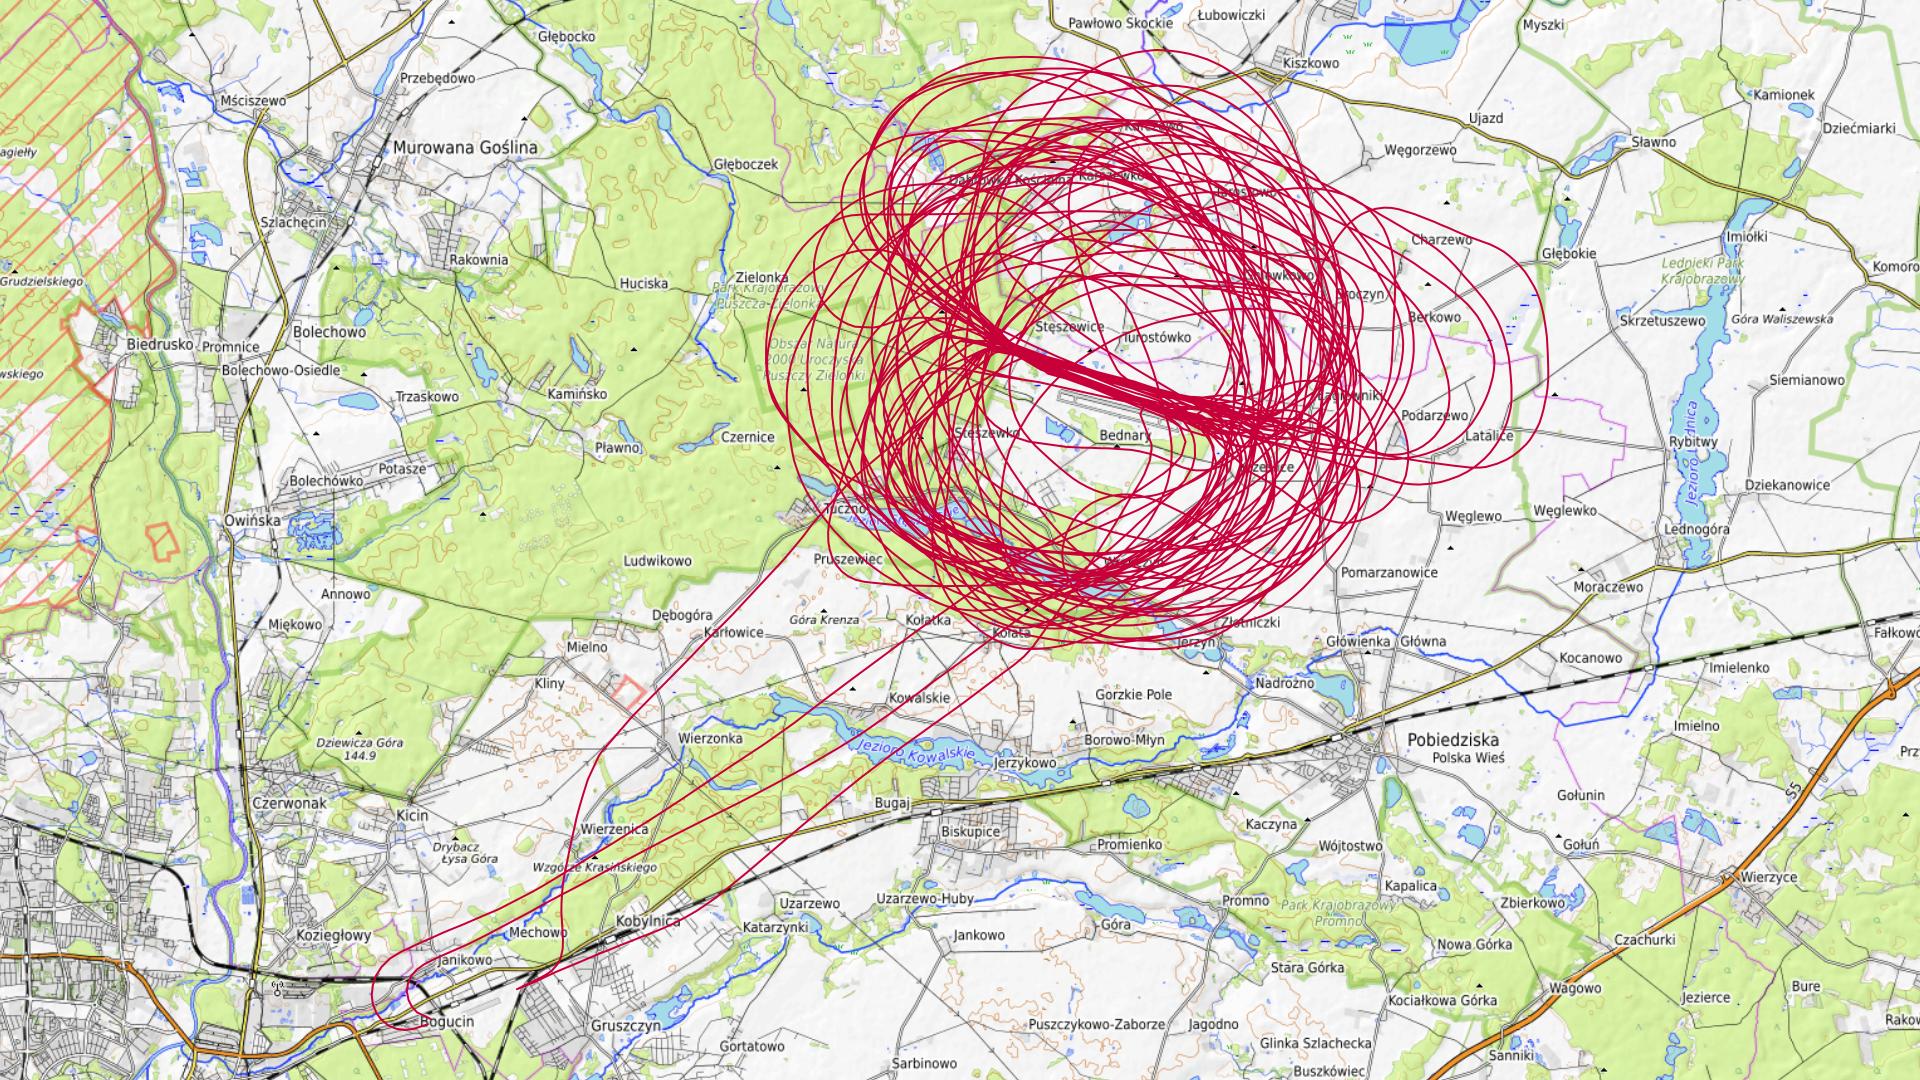 Pawłowo Skockie
Łubowiczki
Myszki
Głębocko
Kiszkowo
Przebędowo
Mściszewo
Kamionek
Ujazd
Dziećmiarki
Murowana Goślina
Sławno
Węgorzewo
agiełły
Głęboczek
Karczewko
Szlachęcin
Charzewo
Imiołki
Głębokie
Rakownia
Lednicki Park
Krajobrazowy
Komoro
Grudzielskiego
Huciska
Zielonka
Park Krajobrazowy
Puszcza Zielonka
Sroczyn
Berkowo
Skrzetuszewo
Góra Waliszewska
Bolechowo
Stęszewice
Turostówko
Biedrusko
Promnice
Obszar Natura
2000 Uroczyska
Puszczy Zielonki
wskiego
Bolechowo-Osiedle
Siemianowo
Trzaskowo
Kamińsko
Łagiewniki
Podarzewo
Czernice
Stęszewko
Bednary
Latalice
Rybitwy
Jezioro Lednica
Pławno
Potasze
Bolechówko
Dziekanowice
Tuczno
Węglewo
Węglewko
Owińska
Lednogóra
Ludwikowo
Pruszewiec
Pomarzanowice
Moraczewo
Annowo
Miękowo
Dębogóra
Karłowice
Góra Krenza
Kołatka
Kołata
Złotniczki
Jerzyn
Główienka
Główna
Fałkowo
Mielno
Kocanowo
Imielenko
Kliny
Kowalskie
Gorzkie Pole
Nadrożno
Imielno
Dziewicza Góra
144.9
Wierzonka
Jezioro Kowalskie
Borowo-Młyn
Pobiedziska
Polska Wieś
Jerzykowo
S5
Czerwonak
Kicin
Bugaj
Gołunin
Wierzenica
Biskupice
Kaczyna
Drybacz
Łysa Góra
Promienko
Wójtostwo
Gołuń
Wzgórze Krasińskiego
Wierzyce
Kapalica
Uzarzewo
Uzarzewo-Huby
Promno
Park Krajobrazowy
Promno
Zbierkowo
Kobylnica
Katarzynki
Góra
Koziegłowy
Mechowo
Jankowo
Nowa Górka
Czachurki
Janikowo
Stara Górka
Wagowo
Bure
Kociałkowa Górka
Jezierce
Bogucin
Gruszczyn
Puszczykowo-Zaborze
Jagodno
Gortatowo
Glinka Szlachecka
Sanniki
Sarbinowo
Buszkówiec